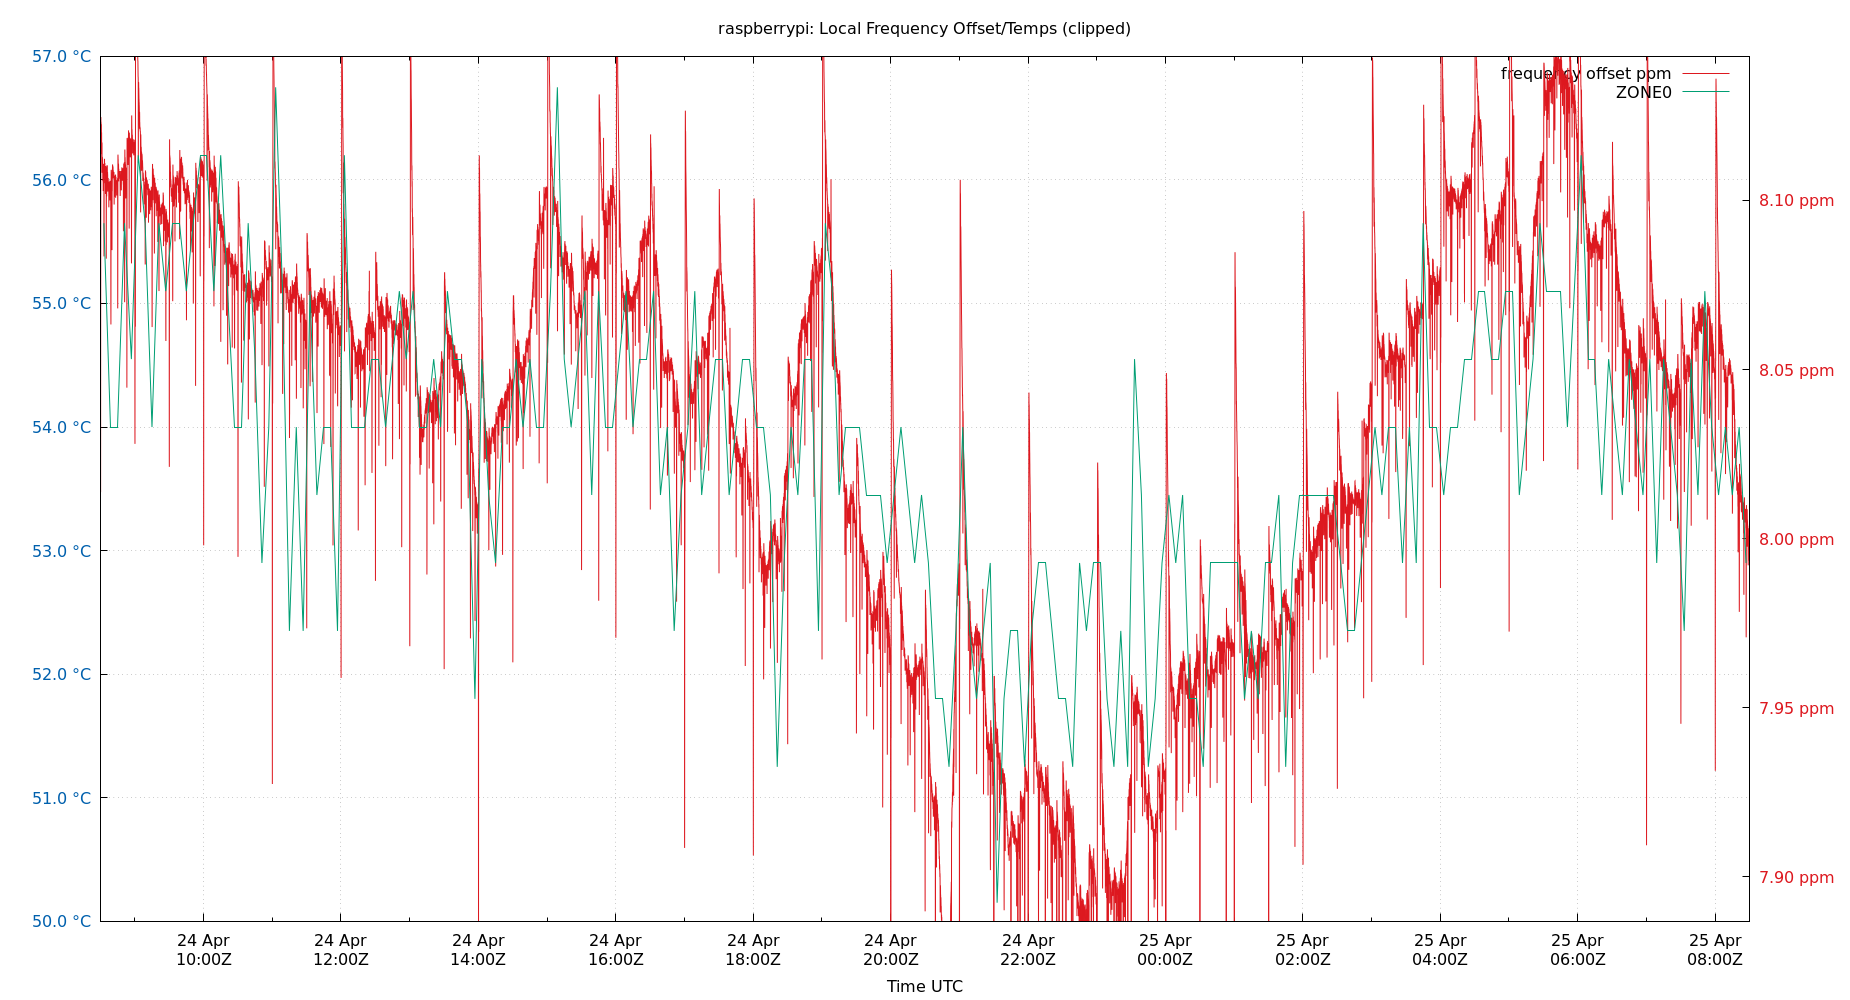 raspberrypi: Local Frequency Offset/Temps (clipped)
57.0 °C
56.0 °C
55.0 °C
54.0 °C
53.0 °C
52.0 °C
51.0 °C
50.0 °C
frequency offset ppm
ZONE0
8.10 ppm
8.05 ppm
8.00 ppm
7.95 ppm
7.90 ppm
24 Apr 24 Apr 24 Apr 24 Apr 24 Apr 24 Apr 24 Apr 25 Apr 25 Apr 25 Apr 25 Apr 25 Apr
10:00Z 12:00Z 14:00Z 16:00Z 18:00Z 20:00Z 22:00Z 00:00Z 02:00Z 04:00Z 06:00Z 08:00Z
Time UTC